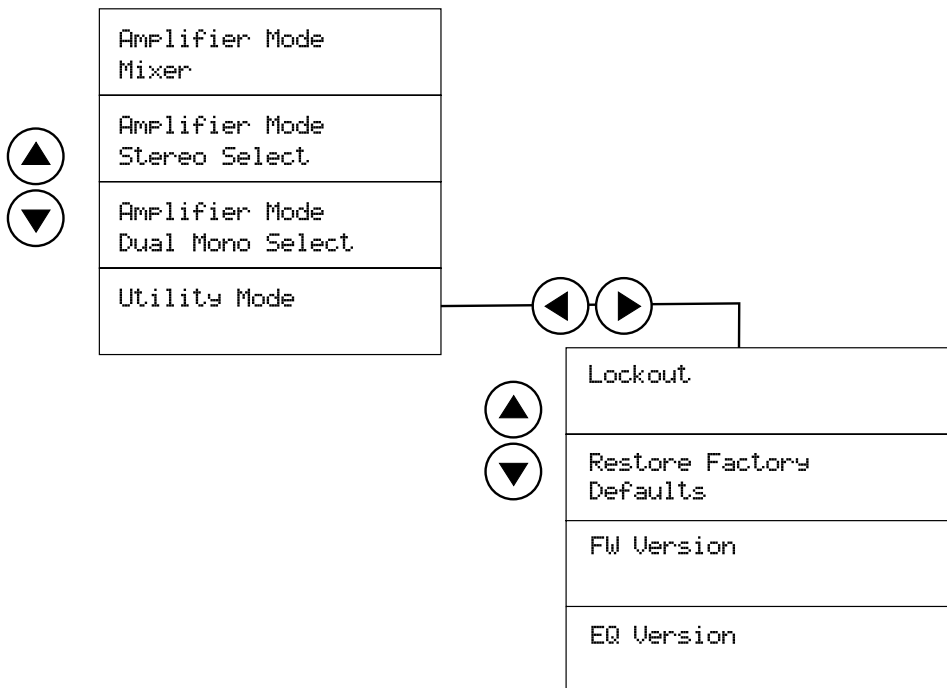 Amplifier Mode
Mixer
Amplifier Mode
Stereo Select
Amplifier Mode
Dual Mono Select
Utility Mode
Lockout
Restore Factory
Defaults
FW Version
EQ Version